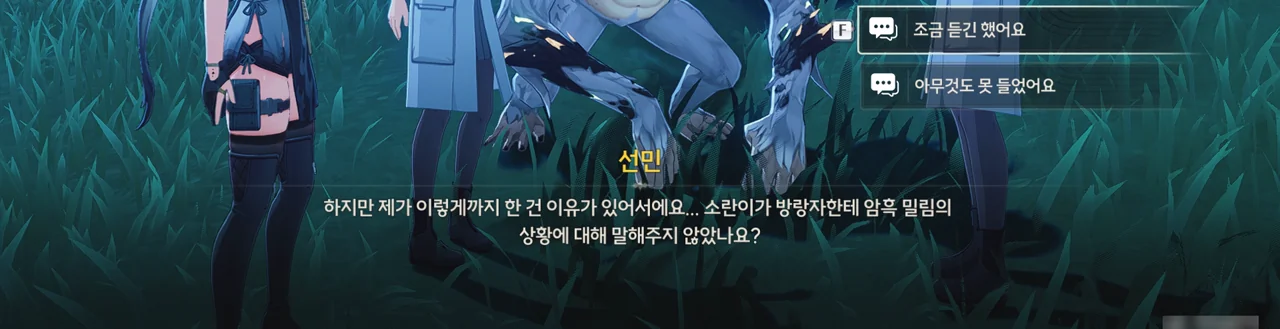 F
조금 듣긴 했어요
아무것도 못 들었어요
선민
하지만 제가 이렇게까지 한 건 이유가 있어서에요... 소란이가 방랑자한테 암흑 밀림의
상황에 대해 말해주지 않았나요?